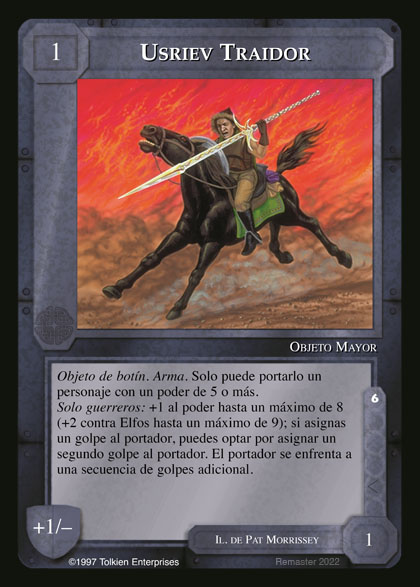 1
Usriev Traidor
Objeto Mayor
Objeto de botín. Arma. Solo puede portarlo un
personaje con un poder de 5 o más.
Solo guerreros: +1 al poder hasta un máximo de 8
(+2 contra Elfos hasta un máximo de 9); si asignas
un golpe al portador, puedes optar por asignar un
segundo golpe al portador. El portador se enfrenta a
una secuencia de golpes adicional.
6
+1/–
Il. de Pat Morrissey
1
©1997 Tolkien Enterprises
Remaster 2022